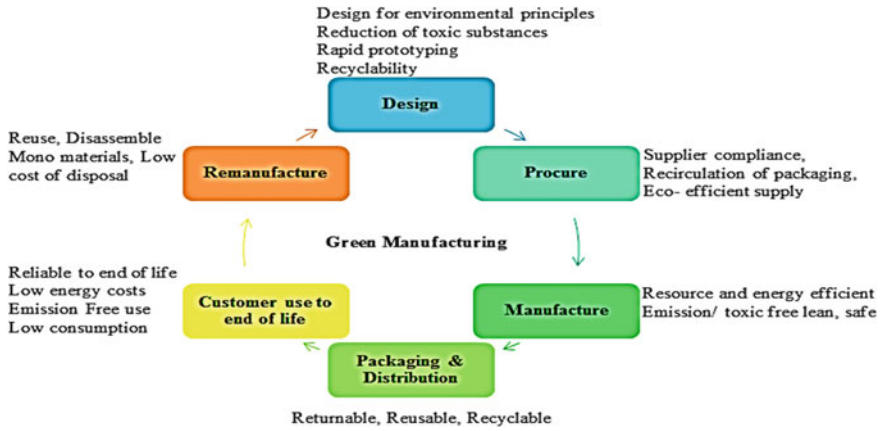 Design for environmental principles
Reduction of toxic substances
Rapid prototyping
Recyclability
Design
Reuse, Disassemble
Mono materials, Low
cost of disposal
Remanufacture
Procure
Supplier compliance,
Recirculation of packaging,
Eco- efficient supply
Green Manufacturing
Reliable to end of life
Low energy costs
Emission Free use
Low consumption
Customer use to
end of life
Manufacture
Resource and energy efficient
Emission/ toxic free lean, safe
Packaging &
Distribution
Returnable, Reusable, Recyclable